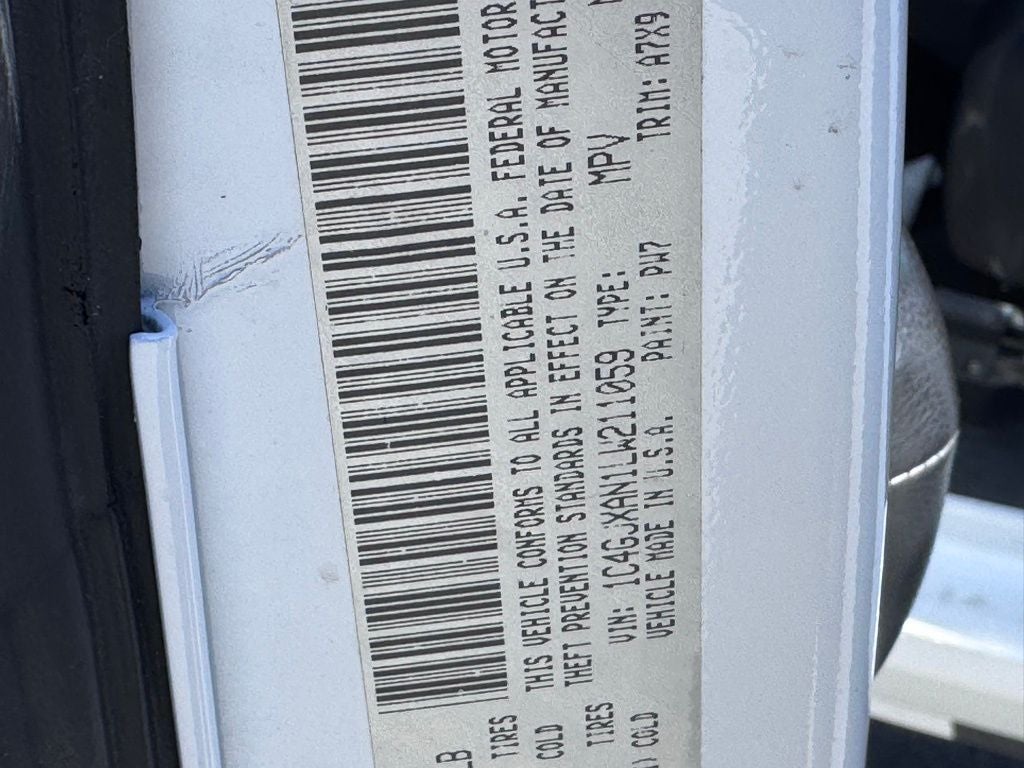 LB
TIRES
COLD
TIRES
) COLD
THIS VEHICLE CONFORMS TO ALL APPLICABLE U.S.A. FEDERAL MOTOR
THEFT PREVENTION STANDARDS IN EFFECT ON THE DATE OF MANUFACT
VIN: 1C4GJXAN1LW211059 TYPE: MPV
VEHICLE MADE IN U.S.A. PAINT: PW7 TRIM: A7X9